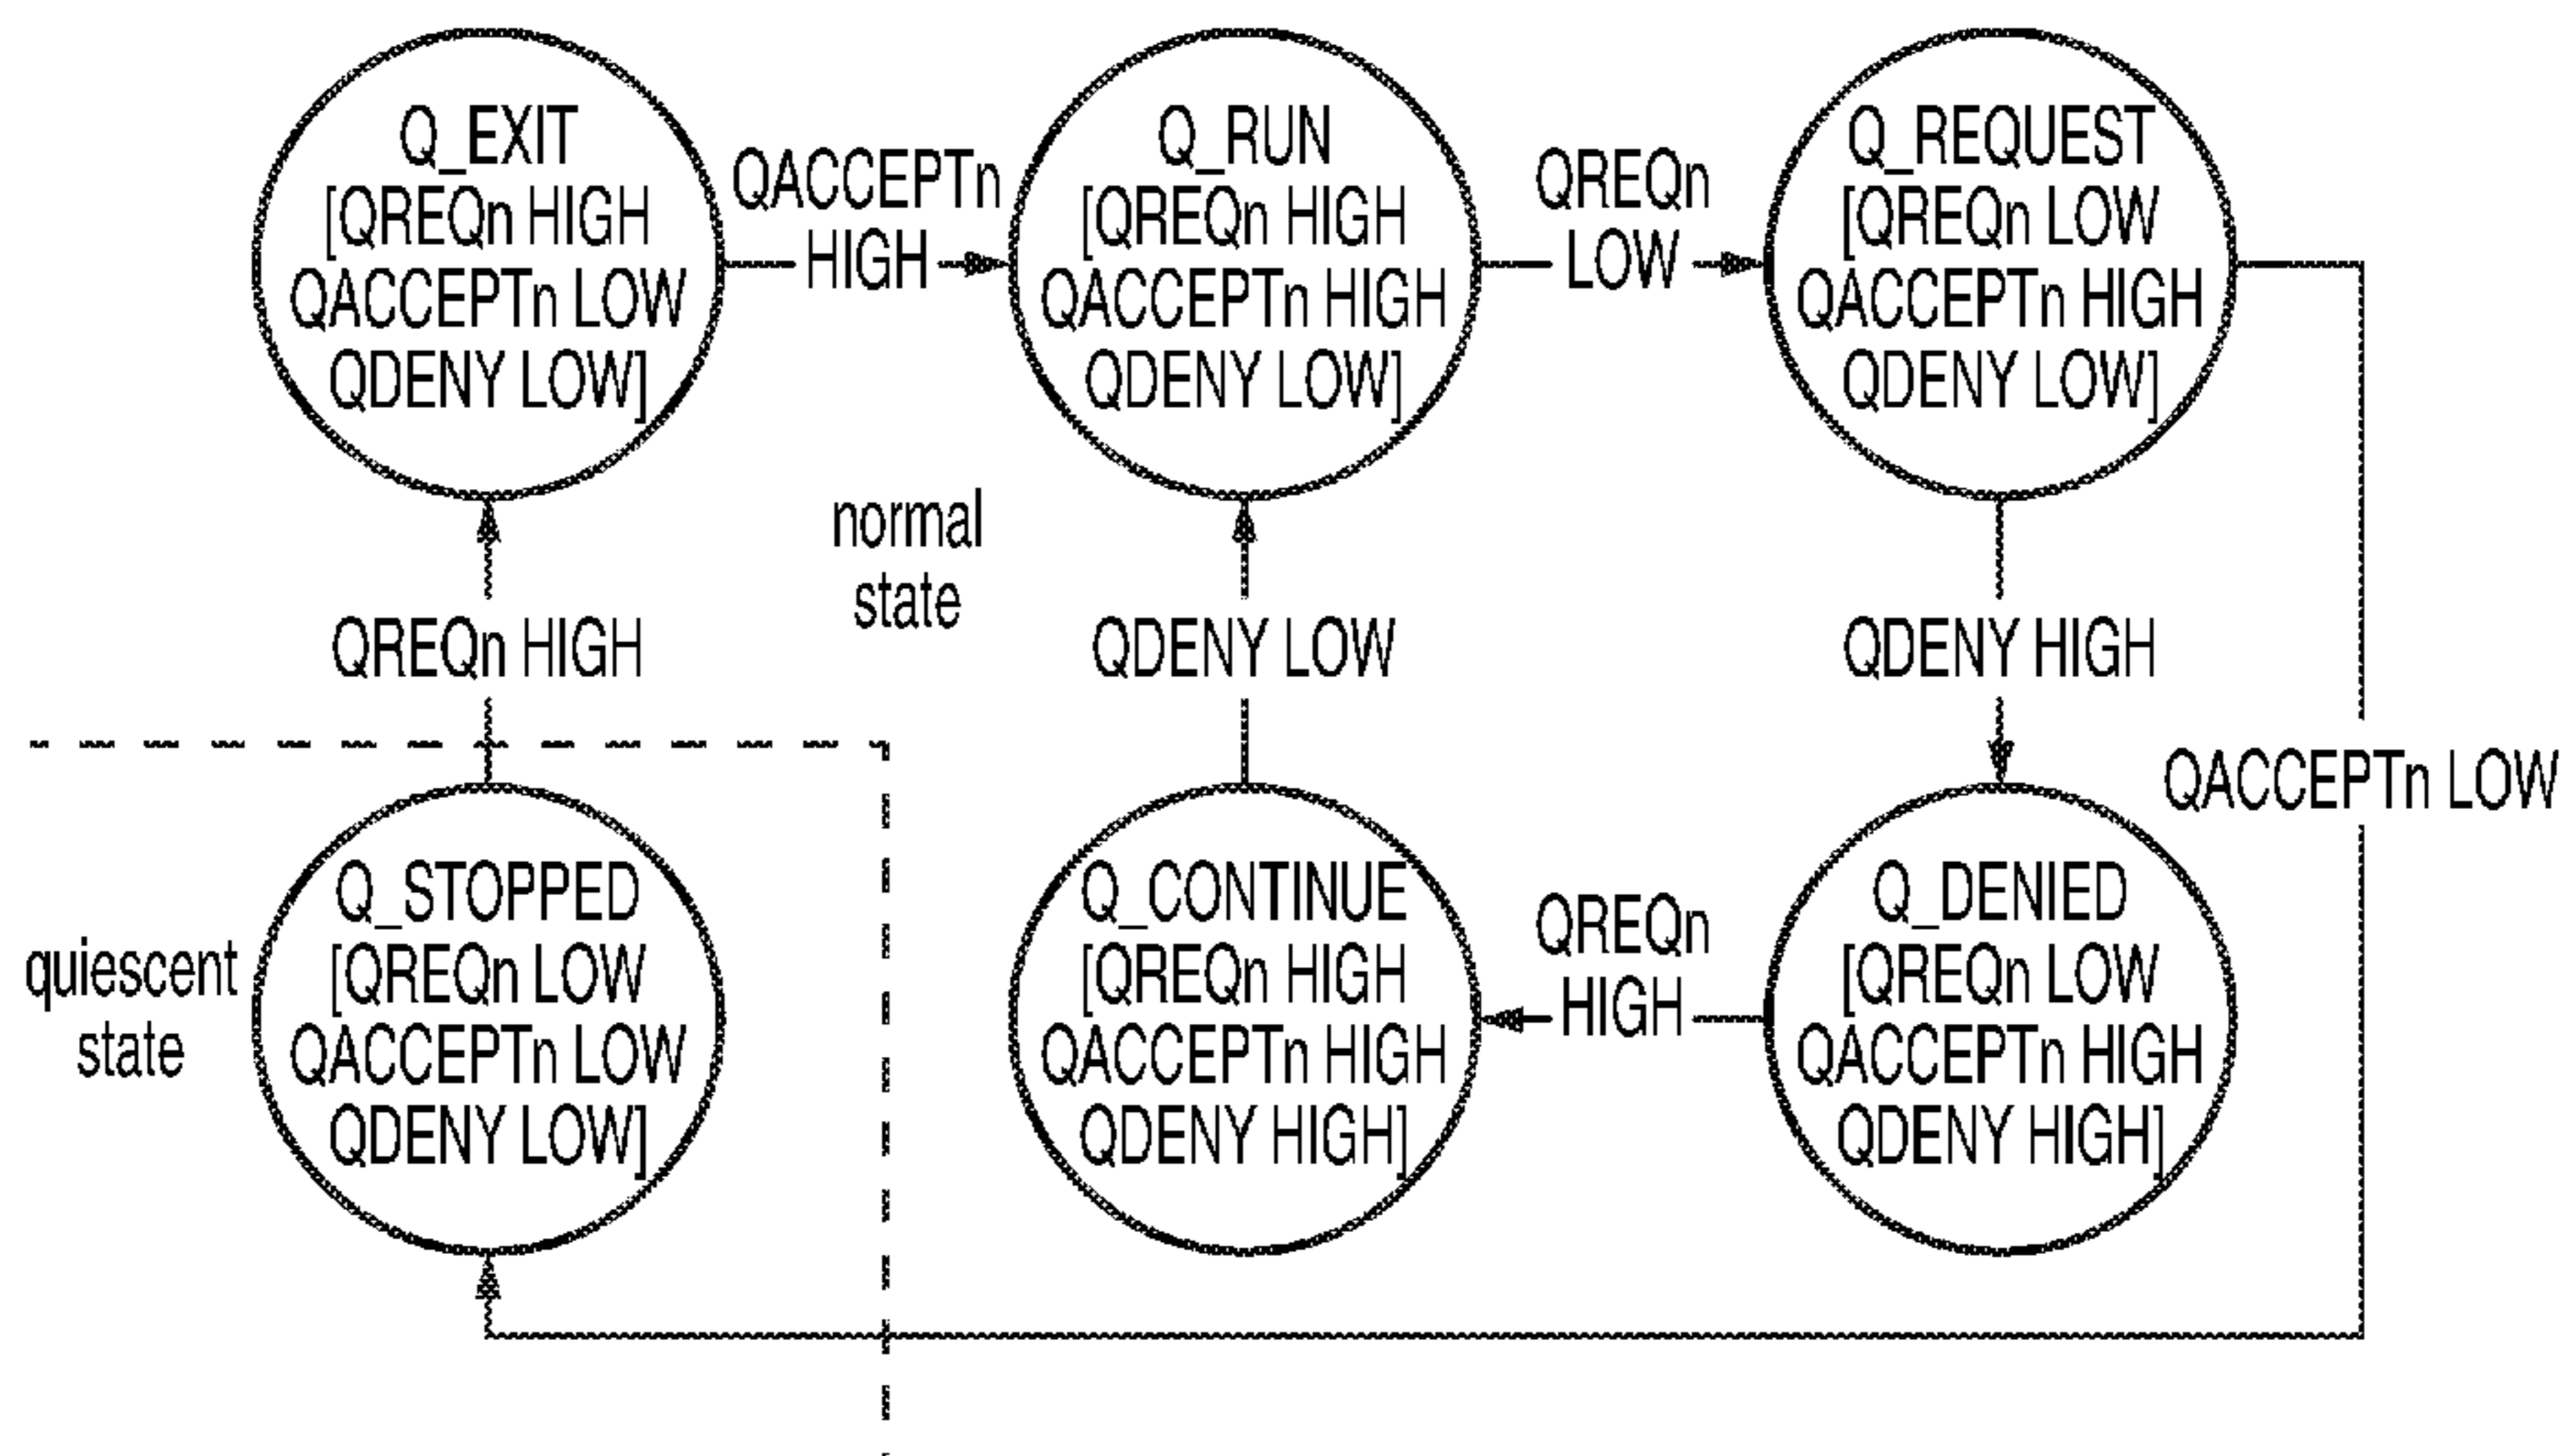 Q_EXIT
[QREQn HIGH
QACCEPTn LOW
QDENY LOW]
QACCEPTn
HIGH
Q_RUN
[QREQn HIGH
QACCEPTn HIGH
QDENY LOW]
QREQn
LOW
Q_REQUEST
[QREQn LOW
QACCEPTn HIGH
QDENY LOW]
normal
state
QREQn HIGH
QDENY LOW
QDENY HIGH
QACCEPTn LOW
quiescent
state
Q_STOPPED
[QREQn LOW
QACCEPTn LOW
QDENY LOW]
Q_CONTINUE
[QREQn HIGH
QACCEPTn HIGH
QDENY HIGH]
QREQn
HIGH
Q_DENIED
[QREQn LOW
QACCEPTn HIGH
QDENY HIGH]